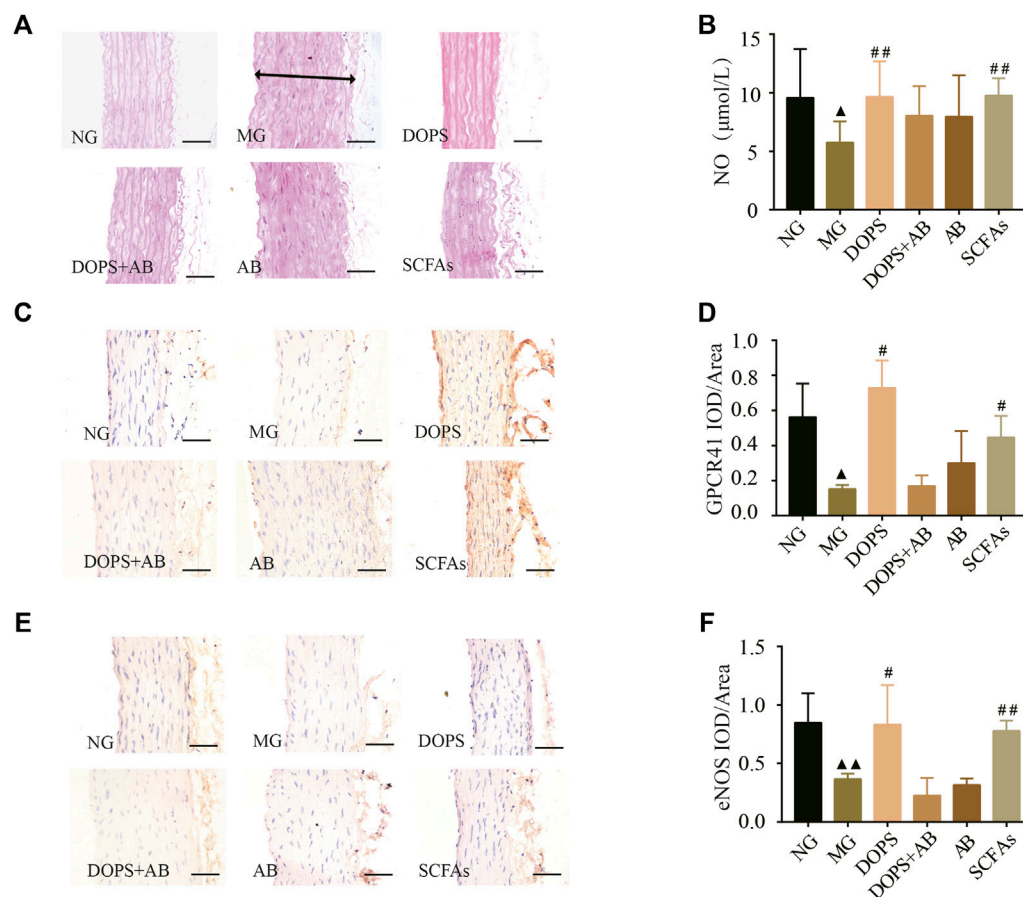 A
NG
MG
DOPS
DOPS+AB
AB
SCFAs
B
NO (μmol/L)
15
10
5
0
▲
##
##
NG
MG
DOPS
DOPS+AB
AB
SCFAs
C
NG
MG
DOPS
DOPS+AB
AB
SCFAs
D
GPCR41 IOD/Area
1.0
0.8
0.6
0.4
0.2
0.0
▲
#
#
NG
MG
DOPS
DOPS+AB
AB
SCFAs
E
NG
MG
DOPS
DOPS+AB
AB
SCFAs
F
eNOS IOD/Area
1.5
1.0
0.5
0.0
▲▲
#
##
NG
MG
DOPS
DOPS+AB
AB
SCFAs